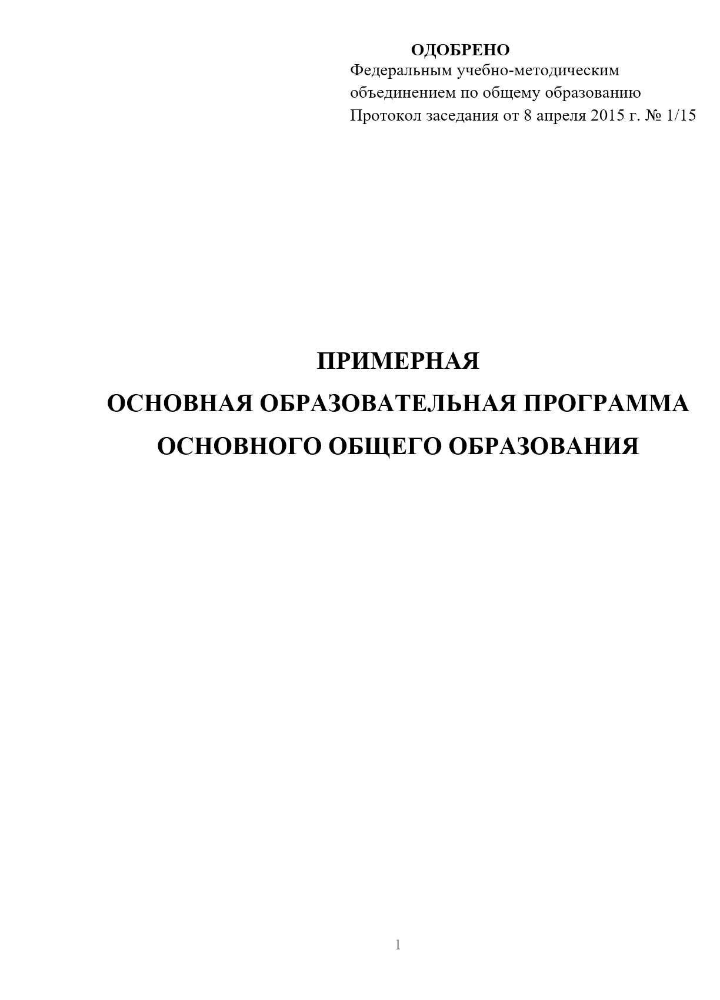 ОДОБРЕНО
Федеральным учебно-методическим
объединением по общему образованию
Протокол заседания от 8 апреля 2015 г. № 1/15
ПРИМЕРНАЯ
ОСНОВНАЯ ОБРАЗОВАТЕЛЬНАЯ ПРОГРАММА
ОСНОВНОГО ОБЩЕГО ОБРАЗОВАНИЯ
1